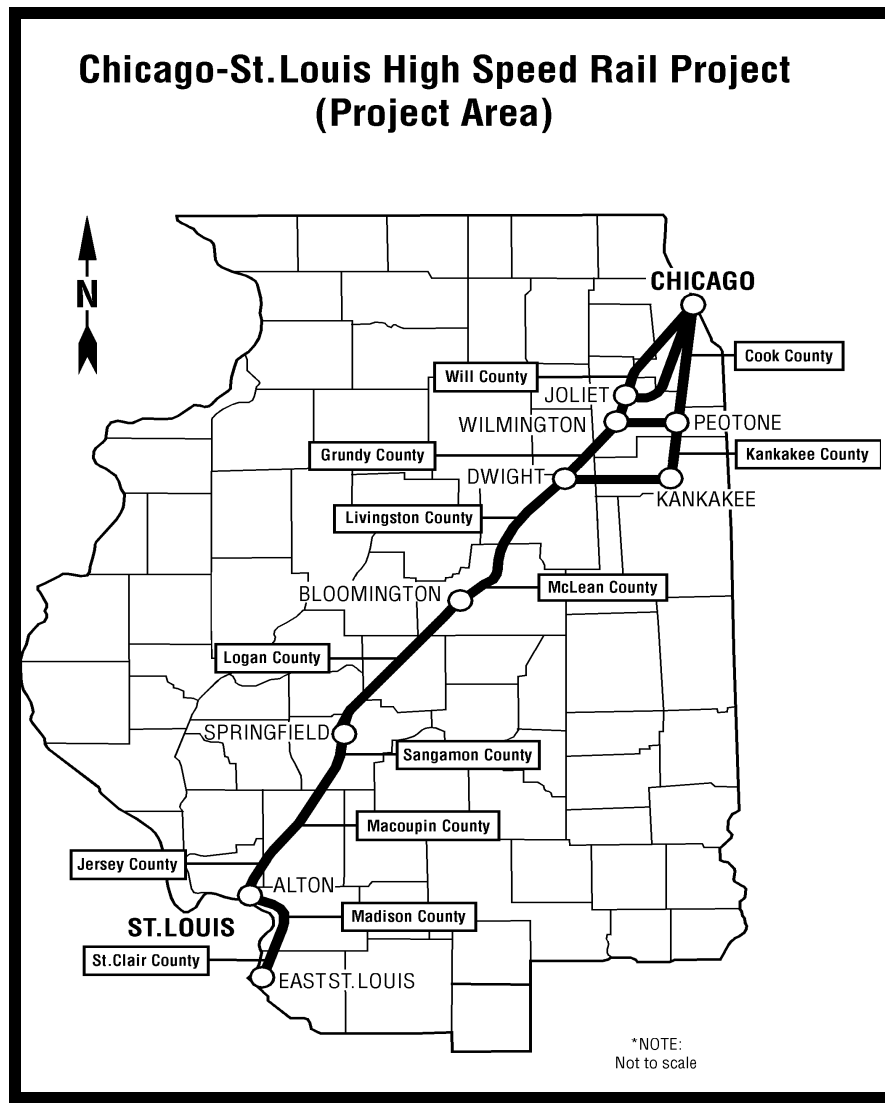 Chicago-St.Louis High Speed Rail Project
(Project Area)
N
CHICAGO
Cook County
Will County
JOLIET
WILMINGTON
PEOTONE
Grundy County
Kankakee County
DWIGHT
KANKAKEE
Livingston County
McLean County
BLOOMINGTON
Logan County
SPRINGFIELD
Sangamon County
Macoupin County
Jersey County
ALTON
Madison County
ST.LOUIS
St.Clair County
EAST ST. LOUIS
*NOTE:
Not to scale